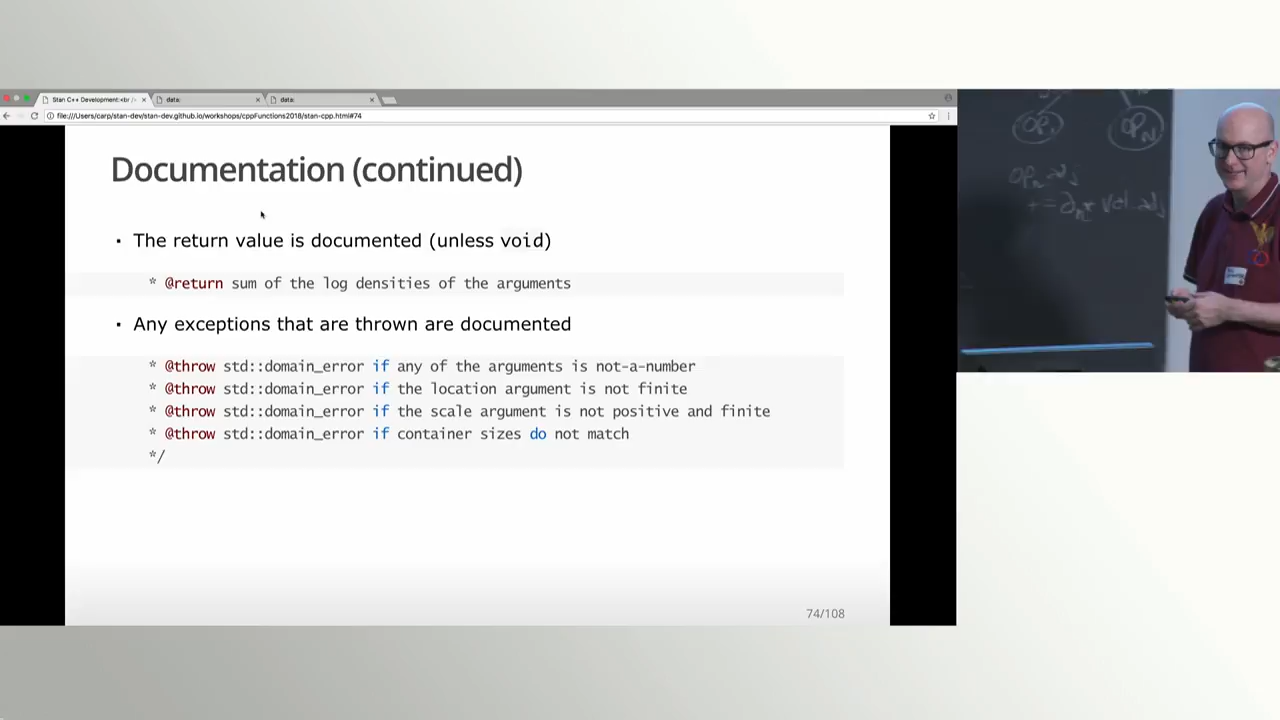 Stan C++ Development:<br /> data: data:
file:///Users/carp/stan-dev/stan-dev.github.io/workshops/cppFunctions2018/stan-cpp.html#74
Documentation (continued)
· The return value is documented (unless void)
* @return sum of the log densities of the arguments
· Any exceptions that are thrown are documented
* @throw std::domain_error if any of the arguments is not-a-number
* @throw std::domain_error if the location argument is not finite
* @throw std::domain_error if the scale argument is not positive and finite
* @throw std::domain_error if container sizes do not match
*/
74/108